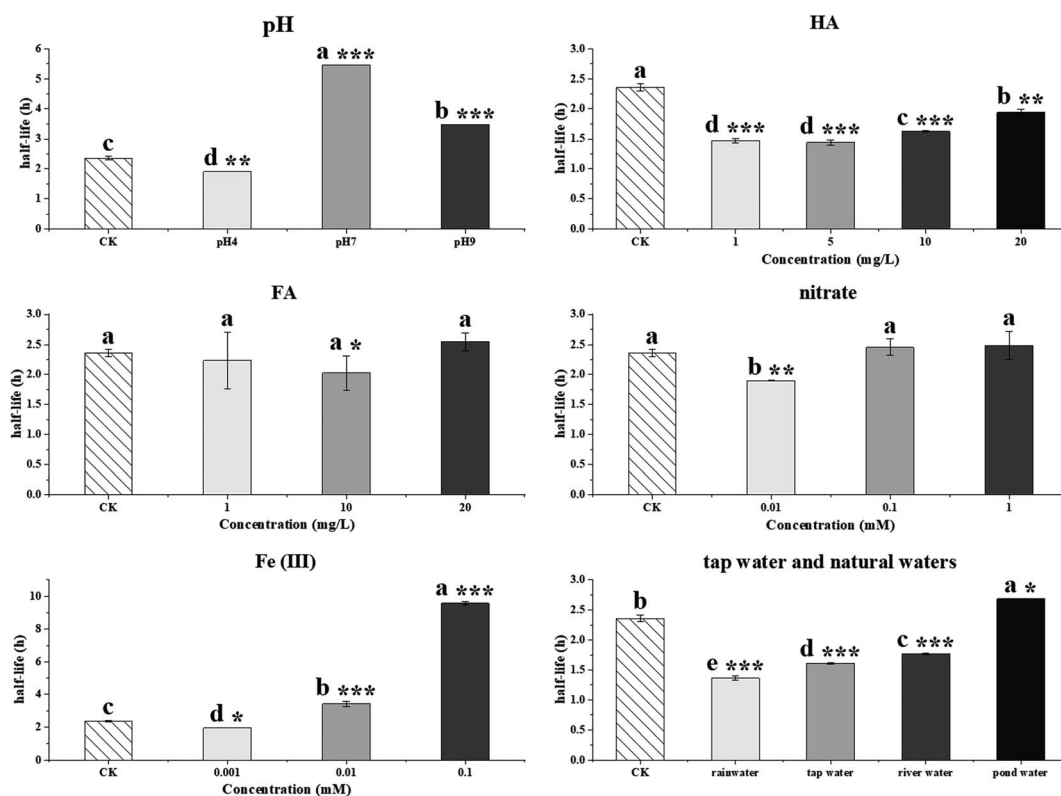 pH
half-life (h)
6
5
4
3
2
1
0
c
d **
a ***
b ***
CK
pH4
pH7
pH9
HA
half-life (h)
3.0
2.5
2.0
1.5
1.0
0.5
0.0
a
d ***
d ***
c ***
b **
CK
1
5
10
20
Concentration (mg/L)
FA
half-life (h)
3.0
2.5
2.0
1.5
1.0
0.5
0.0
a
a
a *
a
CK
1
10
20
Concentration (mg/L)
nitrate
half-life (h)
3.0
2.5
2.0
1.5
1.0
0.5
0.0
a
b **
a
a
CK
0.01
0.1
1
Concentration (mM)
Fe (III)
half-life (h)
10
8
6
4
2
0
c
d *
b ***
a ***
CK
0.001
0.01
0.1
Concentration (mM)
tap water and natural waters
half-life (h)
3.0
2.5
2.0
1.5
1.0
0.5
0.0
b
e ***
d ***
c ***
a *
CK
rainwater
tap water
river water
pond water